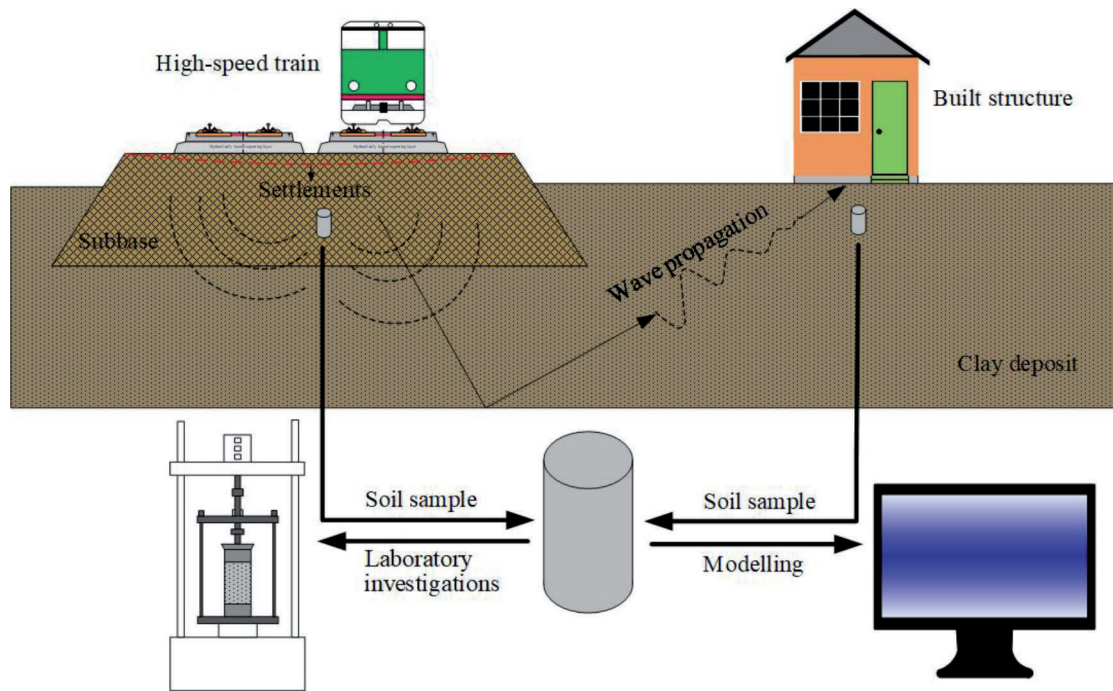 High-speed train
Built structure
Settlements
Subbase
Wave propagation
Clay deposit
Soil sample
Soil sample
Laboratory
investigations
Modelling